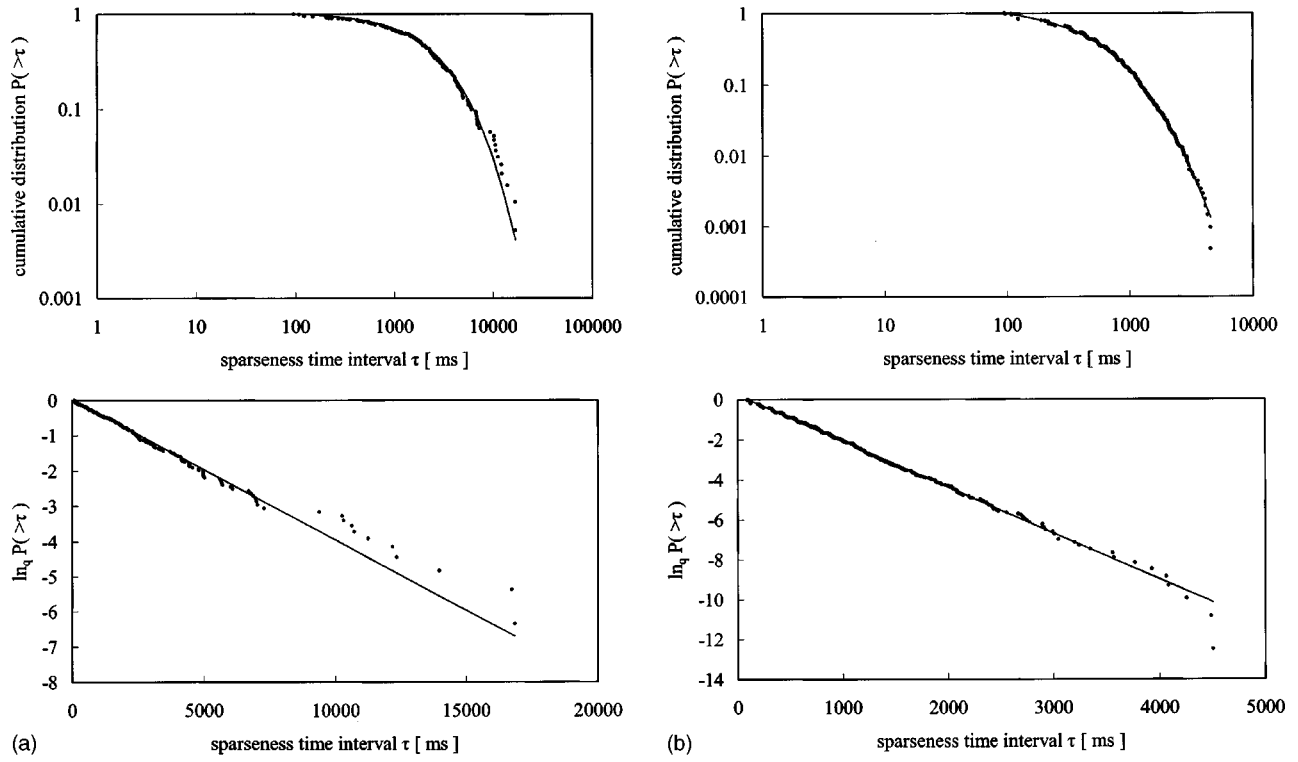 1
0.1
0.01
0.001
1 10 100 1000 10000 100000
cumulative distribution P( >τ )
sparseness time interval τ [ ms ]
1
0.1
0.01
0.001
0.0001
1 10 100 1000 10000
cumulative distribution P( >τ )
sparseness time interval τ [ ms ]
0
-1
-2
-3
-4
-5
-6
-7
-8
0 5000 10000 15000 20000
ln_q P( >τ )
(a) sparseness time interval τ [ ms ]
0
-2
-4
-6
-8
-10
-12
-14
0 1000 2000 3000 4000 5000
ln_q P( >τ )
(b) sparseness time interval τ [ ms ]